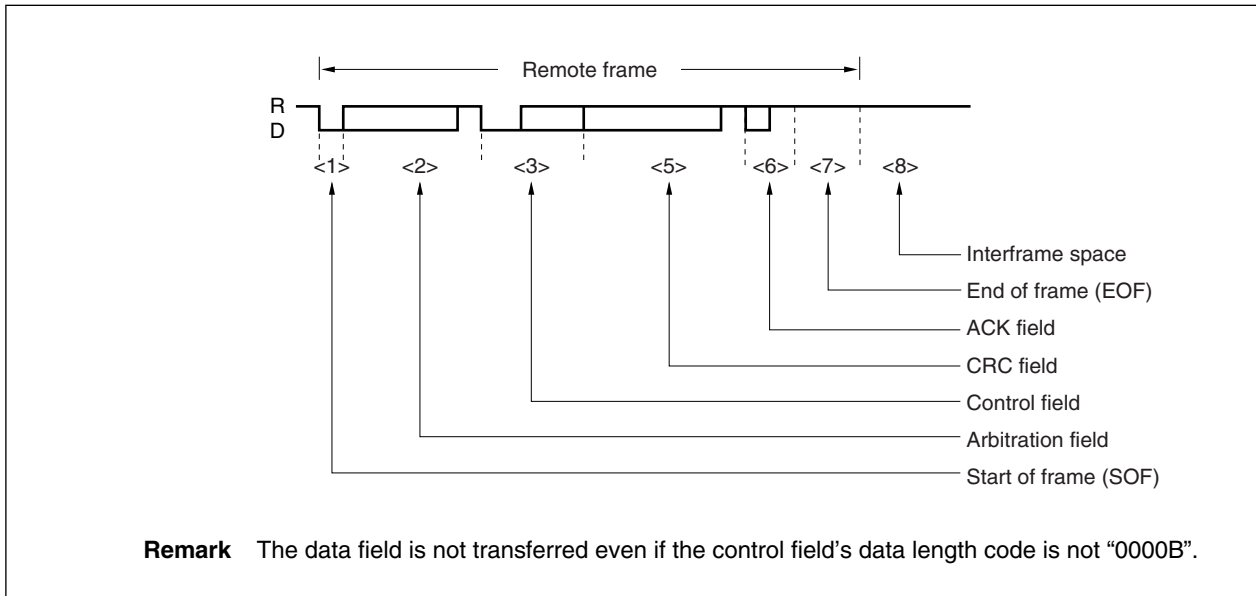 Remote frame
R
D
<1> <2> <3> <5> <6> <7> <8>
Interframe space
End of frame (EOF)
ACK field
CRC field
Control field
Arbitration field
Start of frame (SOF)
Remark The data field is not transferred even if the control field’s data length code is not “0000B”.